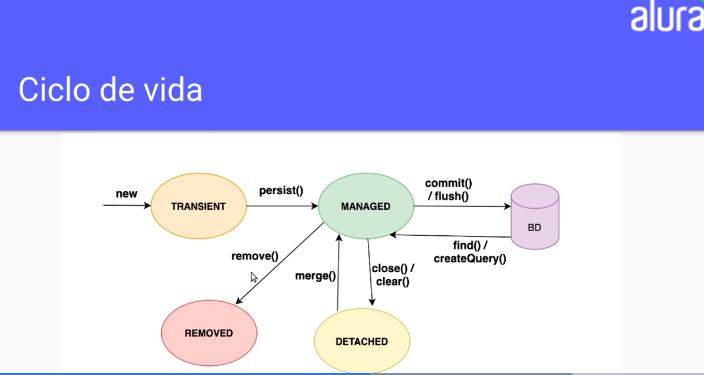 alura
Ciclo de vida
new
TRANSIENT
persist()
MANAGED
commit()
/ flush()
BD
find() /
createQuery()
remove()
merge()
close() /
clear()
REMOVED
DETACHED